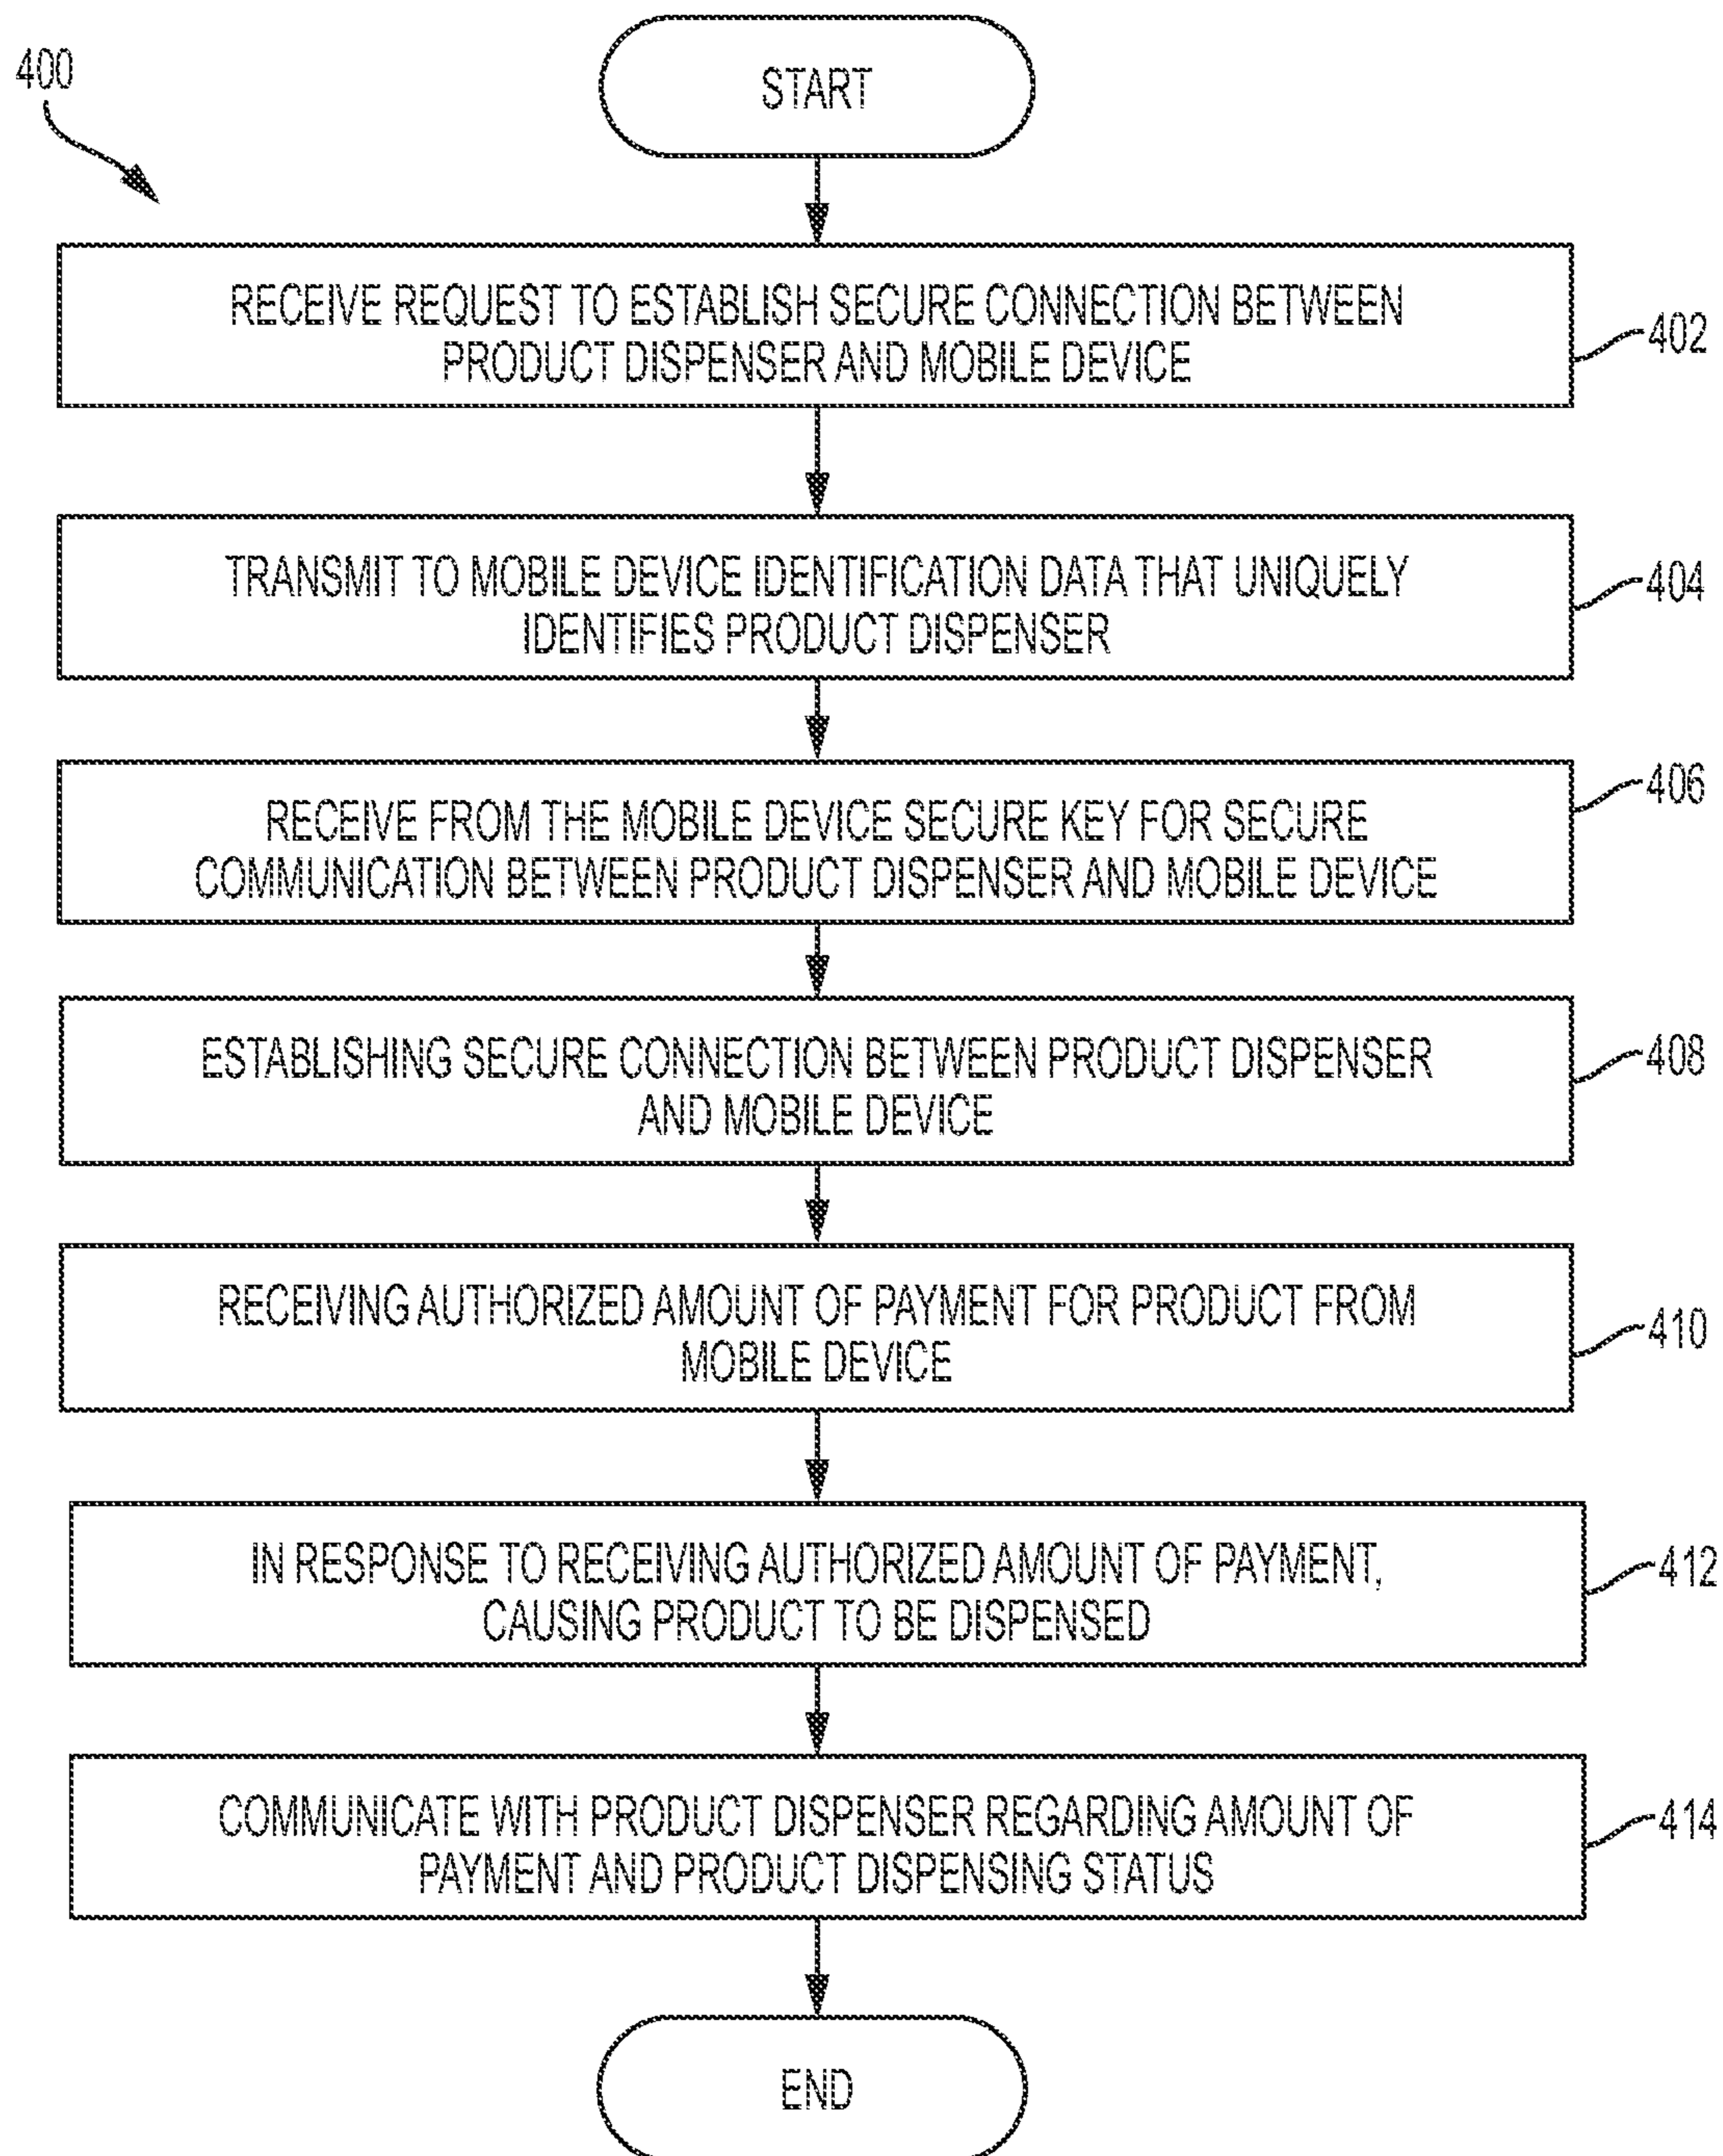 400
START
RECEIVE REQUEST TO ESTABLISH SECURE CONNECTION BETWEEN
PRODUCT DISPENSER AND MOBILE DEVICE
402
TRANSMIT TO MOBILE DEVICE IDENTIFICATION DATA THAT UNIQUELY
IDENTIFIES PRODUCT DISPENSER
404
RECEIVE FROM THE MOBILE DEVICE SECURE KEY FOR SECURE
COMMUNICATION BETWEEN PRODUCT DISPENSER AND MOBILE DEVICE
406
ESTABLISHING SECURE CONNECTION BETWEEN PRODUCT DISPENSER
AND MOBILE DEVICE
408
RECEIVING AUTHORIZED AMOUNT OF PAYMENT FOR PRODUCT FROM
MOBILE DEVICE
410
IN RESPONSE TO RECEIVING AUTHORIZED AMOUNT OF PAYMENT,
CAUSING PRODUCT TO BE DISPENSED
412
COMMUNICATE WITH PRODUCT DISPENSER REGARDING AMOUNT OF
PAYMENT AND PRODUCT DISPENSING STATUS
414
END